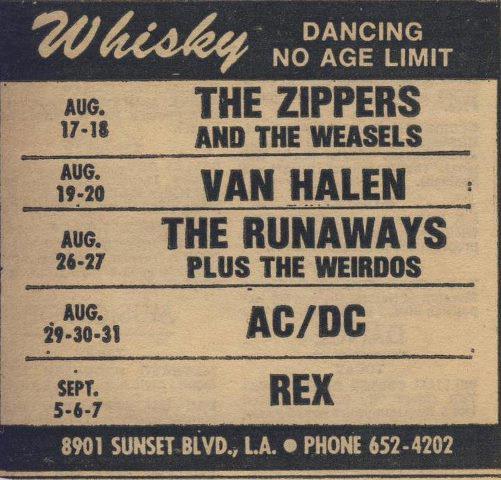 Whisky
DANCING
NO AGE LIMIT
AUG.
17-18
THE ZIPPERS
AND THE WEASELS
AUG.
19-20
VAN HALEN
AUG.
26-27
THE RUNAWAYS
PLUS THE WEIRDOS
AUG.
29-30-31
AC/DC
SEPT.
5-6-7
REX
8901 SUNSET BLVD., L.A. ● PHONE 652-4202